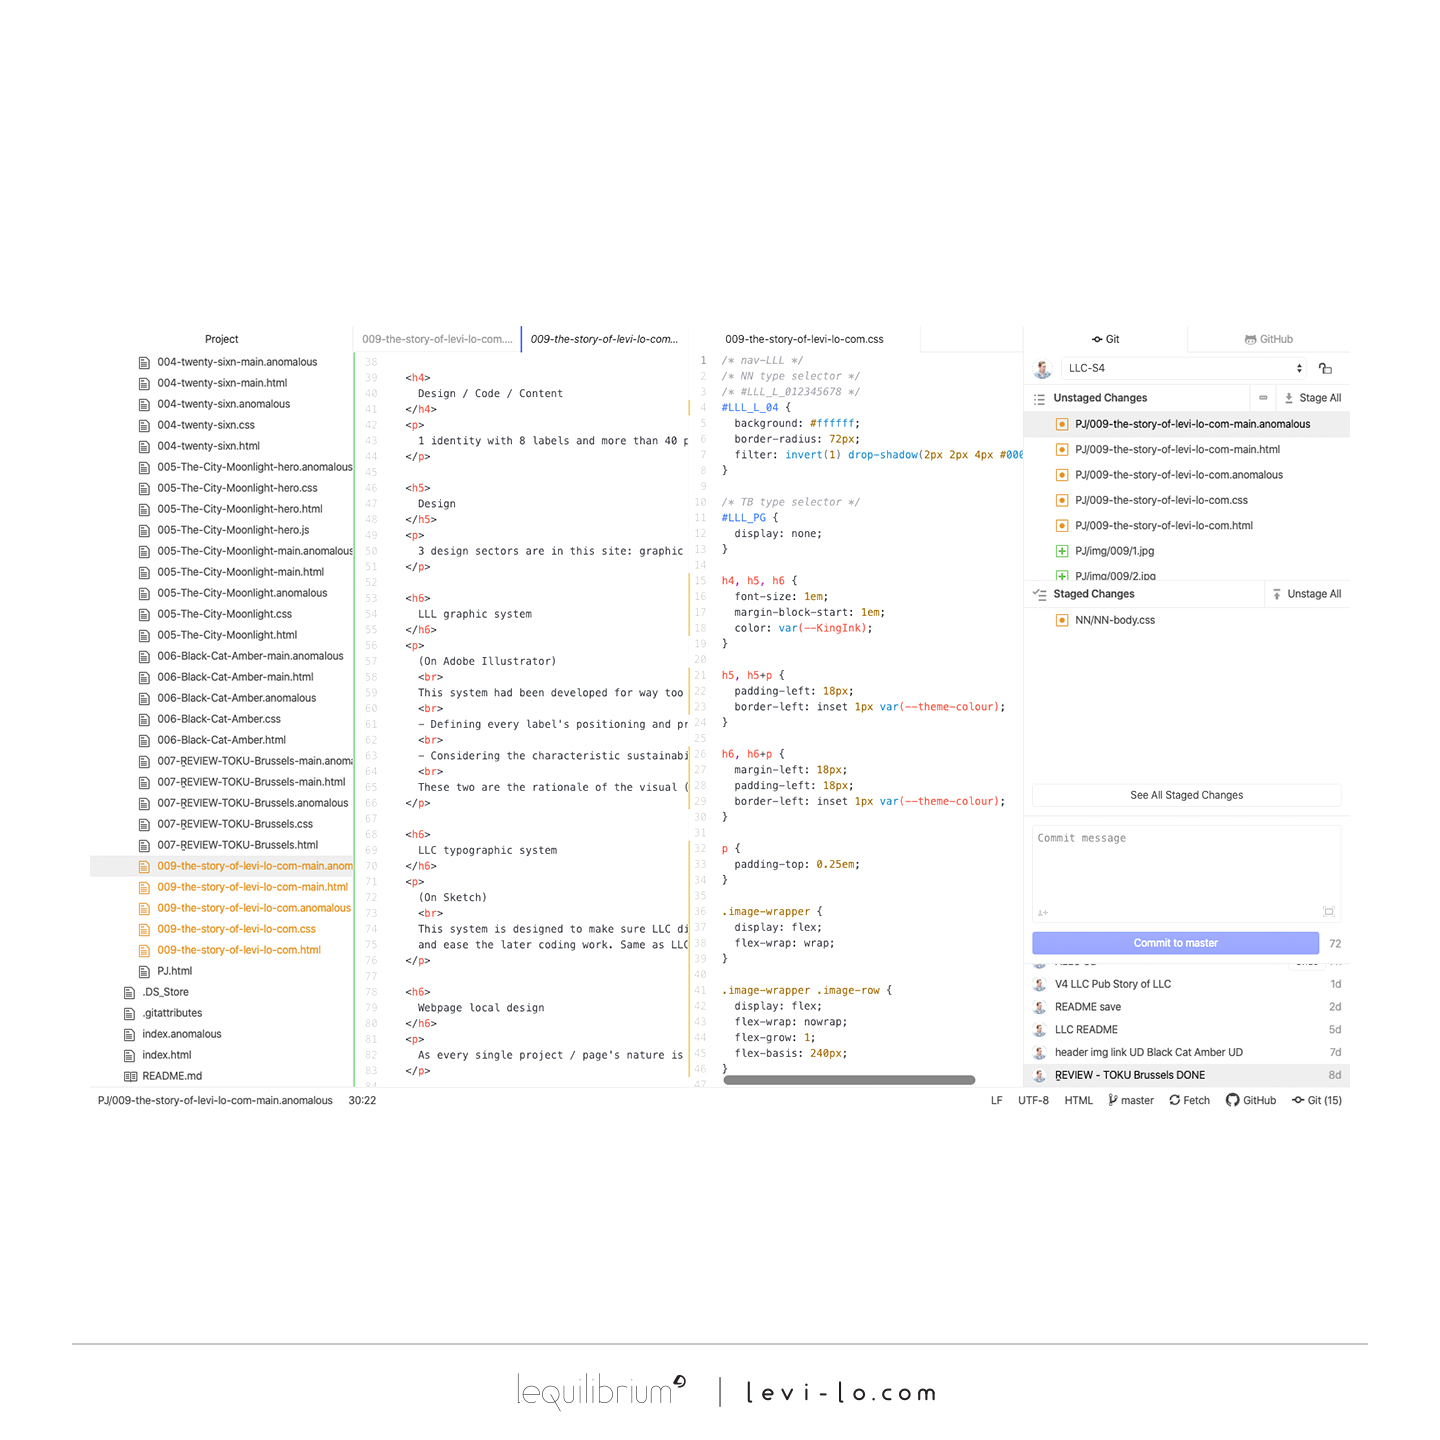 Project
004-twenty-sixn-main.anomalous
004-twenty-sixn-main.html
004-twenty-sixn.anomalous
004-twenty-sixn.css
004-twenty-sixn.html
005-The-City-Moonlight-hero.anomalous
005-The-City-Moonlight-hero.css
005-The-City-Moonlight-hero.html
005-The-City-Moonlight-hero.js
005-The-City-Moonlight-main.anomalous
005-The-City-Moonlight-main.html
005-The-City-Moonlight.anomalous
005-The-City-Moonlight.css
005-The-City-Moonlight.html
006-Black-Cat-Amber-main.anomalous
006-Black-Cat-Amber-main.html
006-Black-Cat-Amber.anomalous
006-Black-Cat-Amber.css
006-Black-Cat-Amber.html
007-ṞEVIEW-TOKU-Brussels-main.anoma
007-ṞEVIEW-TOKU-Brussels-main.html
007-ṞEVIEW-TOKU-Brussels.anomalous
007-ṞEVIEW-TOKU-Brussels.css
007-ṞEVIEW-TOKU-Brussels.html
009-the-story-of-levi-lo-com-main.anom
009-the-story-of-levi-lo-com-main.html
009-the-story-of-levi-lo-com.anomalous
009-the-story-of-levi-lo-com.css
009-the-story-of-levi-lo-com.html
PJ.html
.DS_Store
.gitattributes
index.anomalous
index.html
README.md
009-the-story-of-levi-lo-com....
009-the-story-of-levi-lo-com...
38
39 <h4>
40 Design / Code / Content
41 </h4>
42 <p>
43 1 identity with 8 labels and more than 40 p
44 </p>
45
46 <h5>
47 Design
48 </h5>
49 <p>
50 3 design sectors are in this site: graphic
51 </p>
52
53 <h6>
54 LLL graphic system
55 </h6>
56 <p>
57 (On Adobe Illustrator)
58 <br>
59 This system had been developed for way too
60 <br>
61 - Defining every label's positioning and pr
62 <br>
63 - Considering the characteristic sustainabi
64 <br>
65 These two are the rationale of the visual (
66 </p>
67
68 <h6>
69 LLC typographic system
70 </h6>
71 <p>
72 (On Sketch)
73 <br>
74 This system is designed to make sure LLC di
75 and ease the later coding work. Same as LLC
76 </p>
77
78 <h6>
79 Webpage local design
80 </h6>
81 <p>
82 As every single project / page's nature is
83 </p>
84
009-the-story-of-levi-lo-com.css
1 /* nav-LLL */
2 /* NN type selector */
3 /* #LLL_L_012345678 */
4 #LLL_L_04 {
5 background: #ffffff;
6 border-radius: 72px;
7 filter: invert(1) drop-shadow(2px 2px 4px #000
8 }
9
10 /* TB type selector */
11 #LLL_PG {
12 display: none;
13 }
14
15 h4, h5, h6 {
16 font-size: 1em;
17 margin-block-start: 1em;
18 color: var(--KingInk);
19 }
20
21 h5, h5+p {
22 padding-left: 18px;
23 border-left: inset 1px var(--theme-colour);
24 }
25
26 h6, h6+p {
27 margin-left: 18px;
28 padding-left: 18px;
29 border-left: inset 1px var(--theme-colour);
30 }
31
32 p {
33 padding-top: 0.25em;
34 }
35
36 .image-wrapper {
37 display: flex;
38 flex-wrap: wrap;
39 }
40
41 .image-wrapper .image-row {
42 display: flex;
43 flex-wrap: nowrap;
44 flex-grow: 1;
45 flex-basis: 240px;
46 }
47
Git
GitHub
LLC-S4
Unstaged Changes
Stage All
PJ/009-the-story-of-levi-lo-com-main.anomalous
PJ/009-the-story-of-levi-lo-com-main.html
PJ/009-the-story-of-levi-lo-com.anomalous
PJ/009-the-story-of-levi-lo-com.css
PJ/009-the-story-of-levi-lo-com.html
PJ/img/009/1.jpg
PJ/img/009/2.jpg
Staged Changes
Unstage All
NN/NN-body.css
See All Staged Changes
Commit message
Commit to master 72
V4 LLC Pub Story of LLC 1d
README save 2d
LLC README 5d
header img link UD Black Cat Amber UD 7d
ṞEVIEW - TOKU Brussels DONE 8d
PJ/009-the-story-of-levi-lo-com-main.anomalous 30:22
LF UTF-8 HTML master Fetch GitHub Git (15)
lequilibrium | levi-lo.com